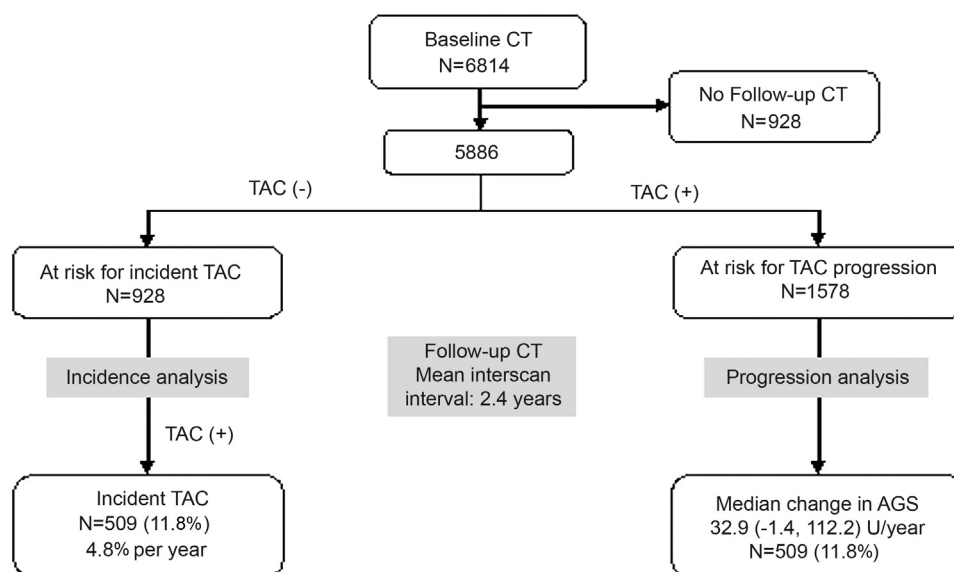 Baseline CT
N=6814
No Follow-up CT
N=928
5886
TAC (-)
TAC (+)
At risk for incident TAC
N=928
At risk for TAC progression
N=1578
Incidence analysis
Follow-up CT
Mean interscan
interval: 2.4 years
Progression analysis
TAC (+)
Incident TAC
N=509 (11.8%)
4.8% per year
Median change in AGS
32.9 (-1.4, 112.2) U/year
N=509 (11.8%)